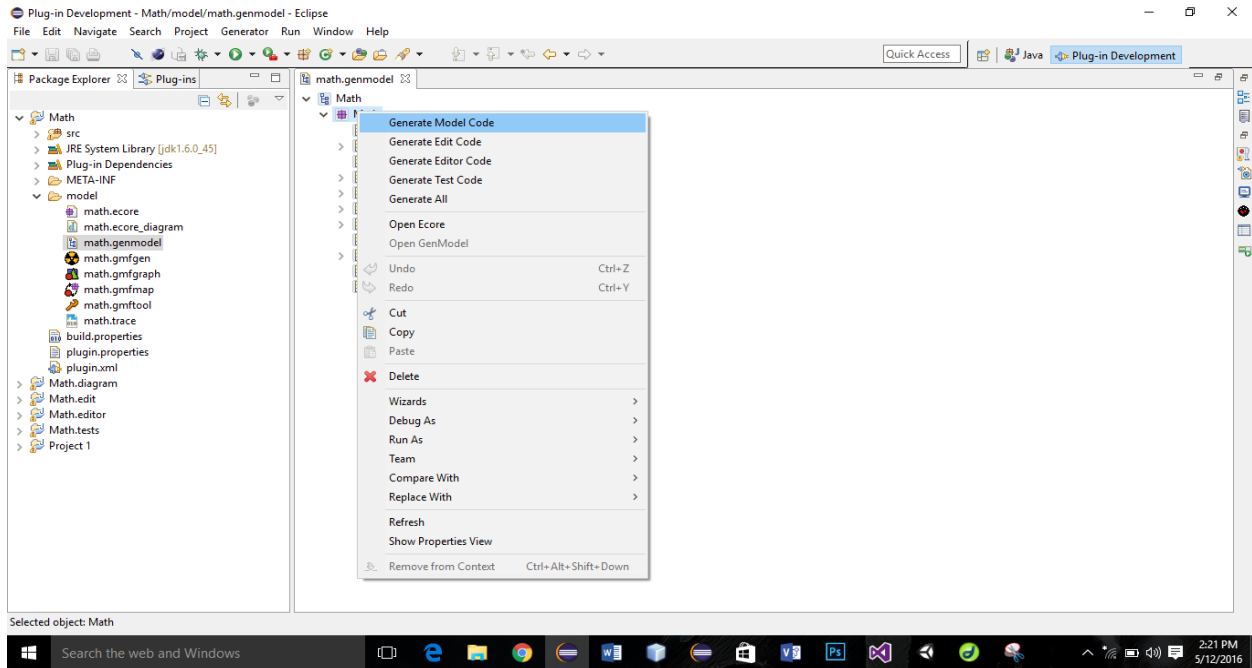 Plug-in Development - Math/model/math.genmodel - Eclipse
File Edit Navigate Search Project Generator Run Window Help
Quick Access
Java
Plug-in Development
Package Explorer
Plug-ins
math.genmodel
Math
src
JRE System Library [jdk1.6.0_45]
Plug-in Dependencies
META-INF
model
math.ecore
math.ecore_diagram
math.genmodel
math.gmfgen
math.gmfgraph
math.gmfmap
math.gmftool
math.trace
build.properties
plugin.properties
plugin.xml
Math.diagram
Math.edit
Math.editor
Math.tests
Project 1
Math
Generate Model Code
Generate Edit Code
Generate Editor Code
Generate Test Code
Generate All
Open Ecore
Open GenModel
Undo Ctrl+Z
Redo Ctrl+Y
Cut
Copy
Paste
Delete
Wizards
Debug As
Run As
Team
Compare With
Replace With
Refresh
Show Properties View
Remove from Context Ctrl+Alt+Shift+Down
Selected object: Math
Search the web and Windows
2:21 PM
5/12/2016